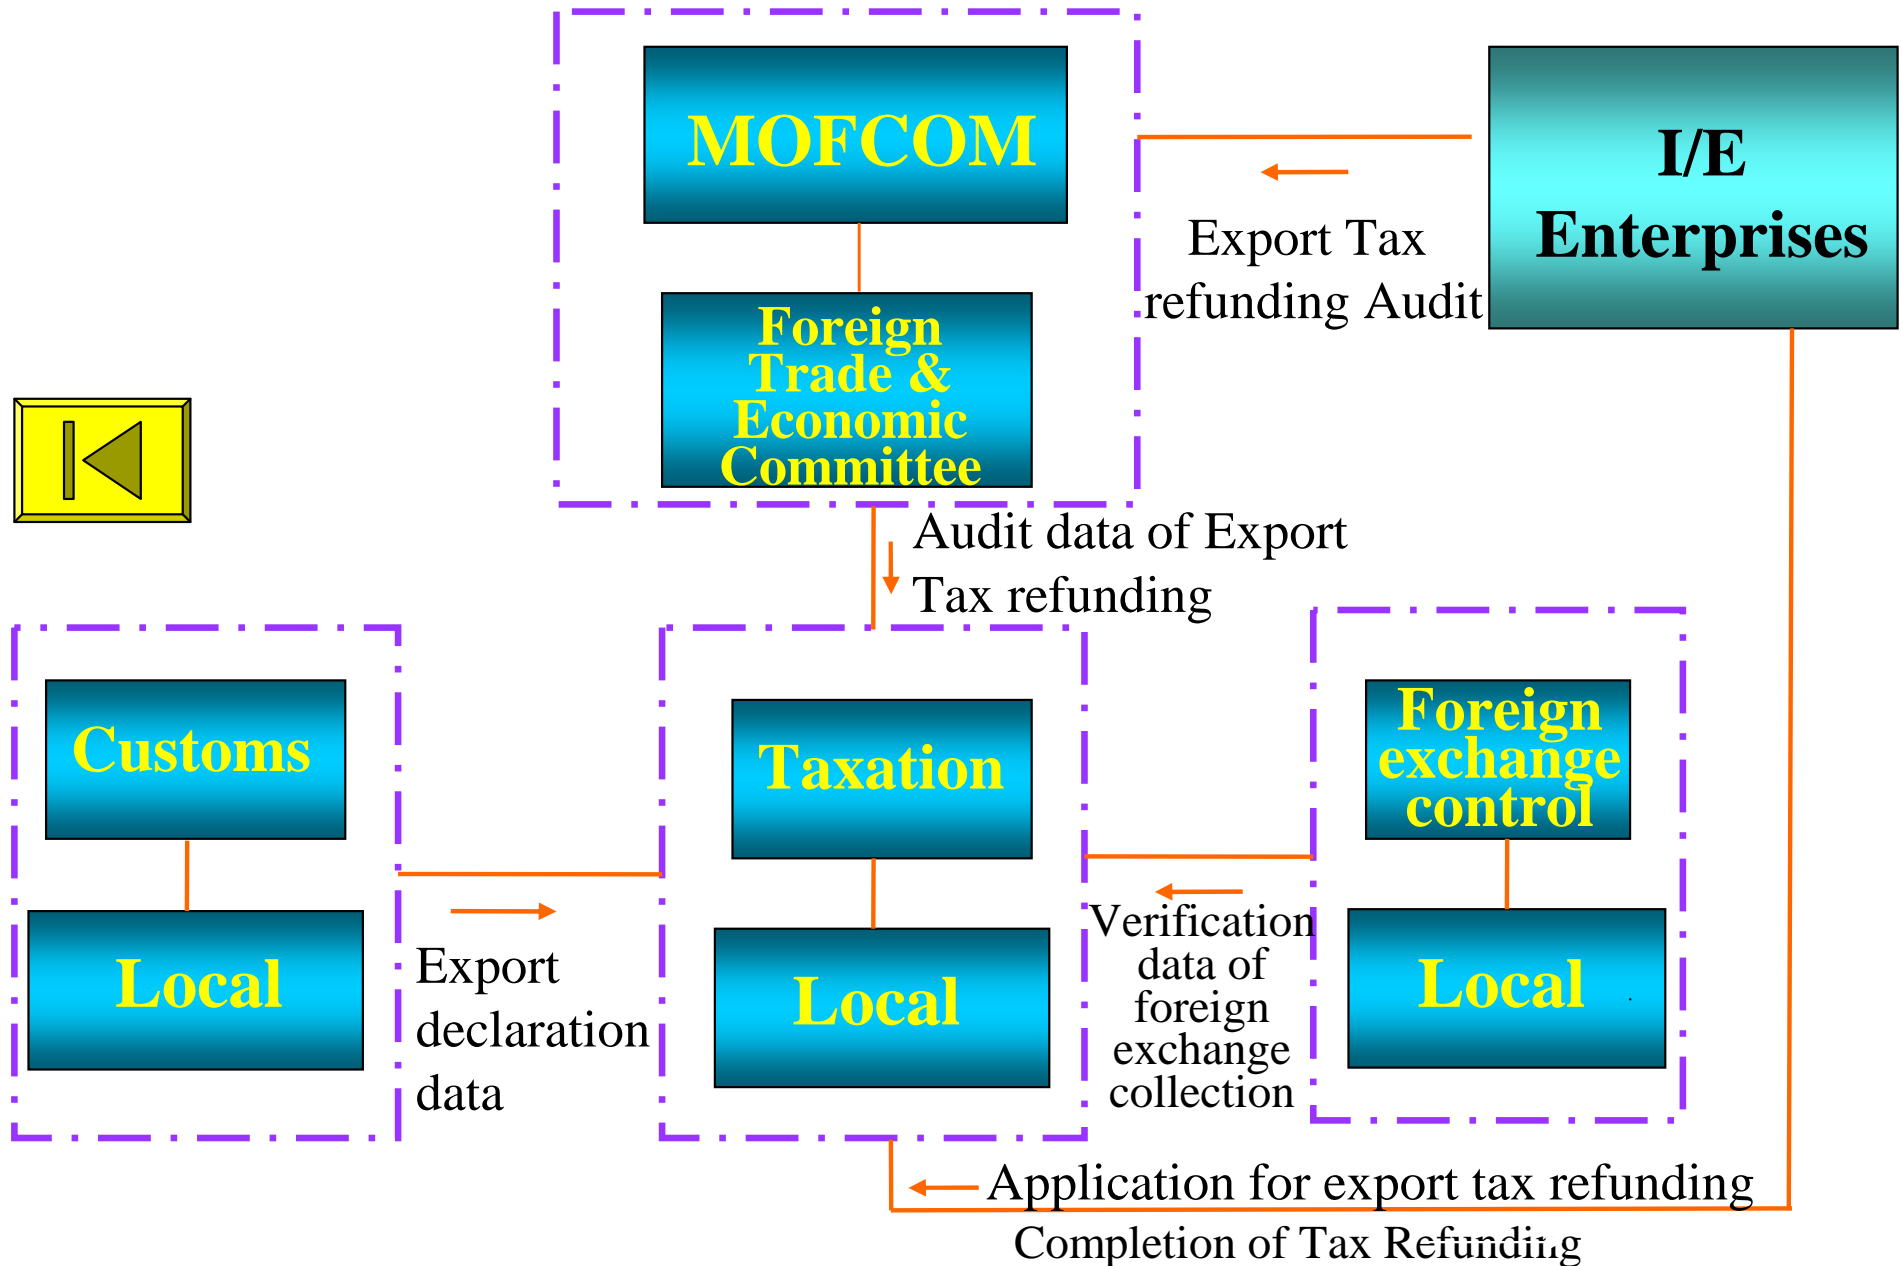 MOFCOM
I/E
Enterprises
Export Tax
refunding Audit
Foreign
Trade &
Economic
Committee
Audit data of Export
Tax refunding
Customs
Local
Export
declaration
data
Taxation
Local
Verification
data of
foreign
exchange
collection
Foreign
exchange
control
Local
Application for export tax refunding
Completion of Tax Refunding